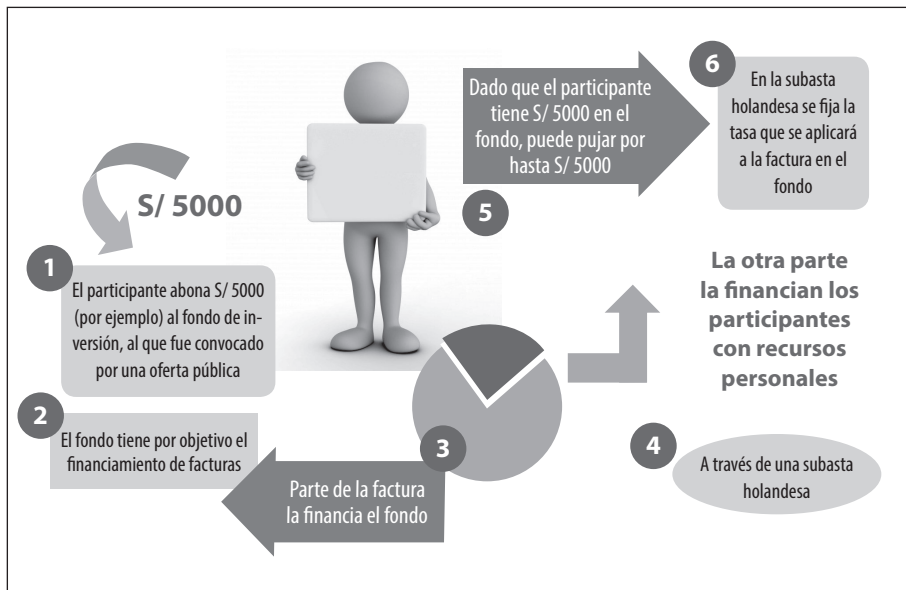 S/ 5000
1
El participante abona S/ 5000
(por ejemplo) al fondo de in-
versión, al que fue convocado
por una oferta pública
2
El fondo tiene por objetivo el
financiamiento de facturas
3
Parte de la factura
la financia el fondo
La otra parte
la financian los
participantes
con recursos
personales
4
A través de una subasta
holandesa
5
Dado que el participante
tiene S/ 5000 en el
fondo, puede pujar por
hasta S/ 5000
6
En la subasta
holandesa se fija la
tasa que se aplicará
a la factura en el
fondo